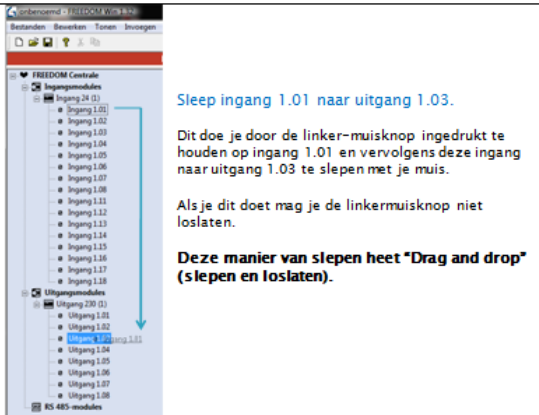 onbenoemd - FREEDOM Win 1.32
Bestanden Bewerken Tonen Invoegen
FREEDOM Centrale
Ingangsmodules
Ingang 24 (1)
Ingang 1.01
Ingang 1.02
Ingang 1.03
Ingang 1.04
Ingang 1.05
Ingang 1.06
Ingang 1.07
Ingang 1.08
Ingang 1.11
Ingang 1.12
Ingang 1.13
Ingang 1.14
Ingang 1.15
Ingang 1.16
Ingang 1.17
Ingang 1.18
Uitgangsmodules
Uitgang 230 (1)
Uitgang 1.01
Uitgang 1.02
Uitgang 1.03 Ingang 1.01
Uitgang 1.04
Uitgang 1.05
Uitgang 1.06
Uitgang 1.07
Uitgang 1.08
RS 485-modules
Sleep ingang 1.01 naar uitgang 1.03.
Dit doe je door de linker-muisknop ingedrukt te
houden op ingang 1.01 en vervolgens deze ingang
naar uitgang 1.03 te slepen met je muis.
Als je dit doet mag je de linkermuisknop niet
loslaten.
Deze manier van slepen heet “Drag and drop”
(slepen en loslaten).